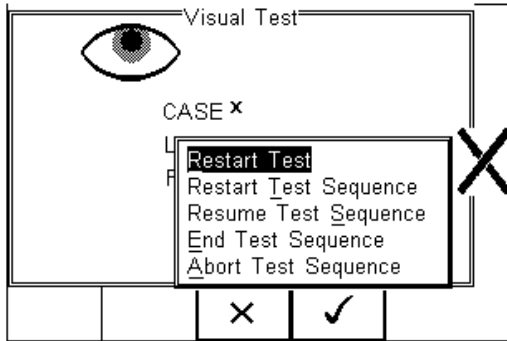 Visual Test
CASE x
Restart Test
Restart Test Sequence
Resume Test Sequence
End Test Sequence
Abort Test Sequence